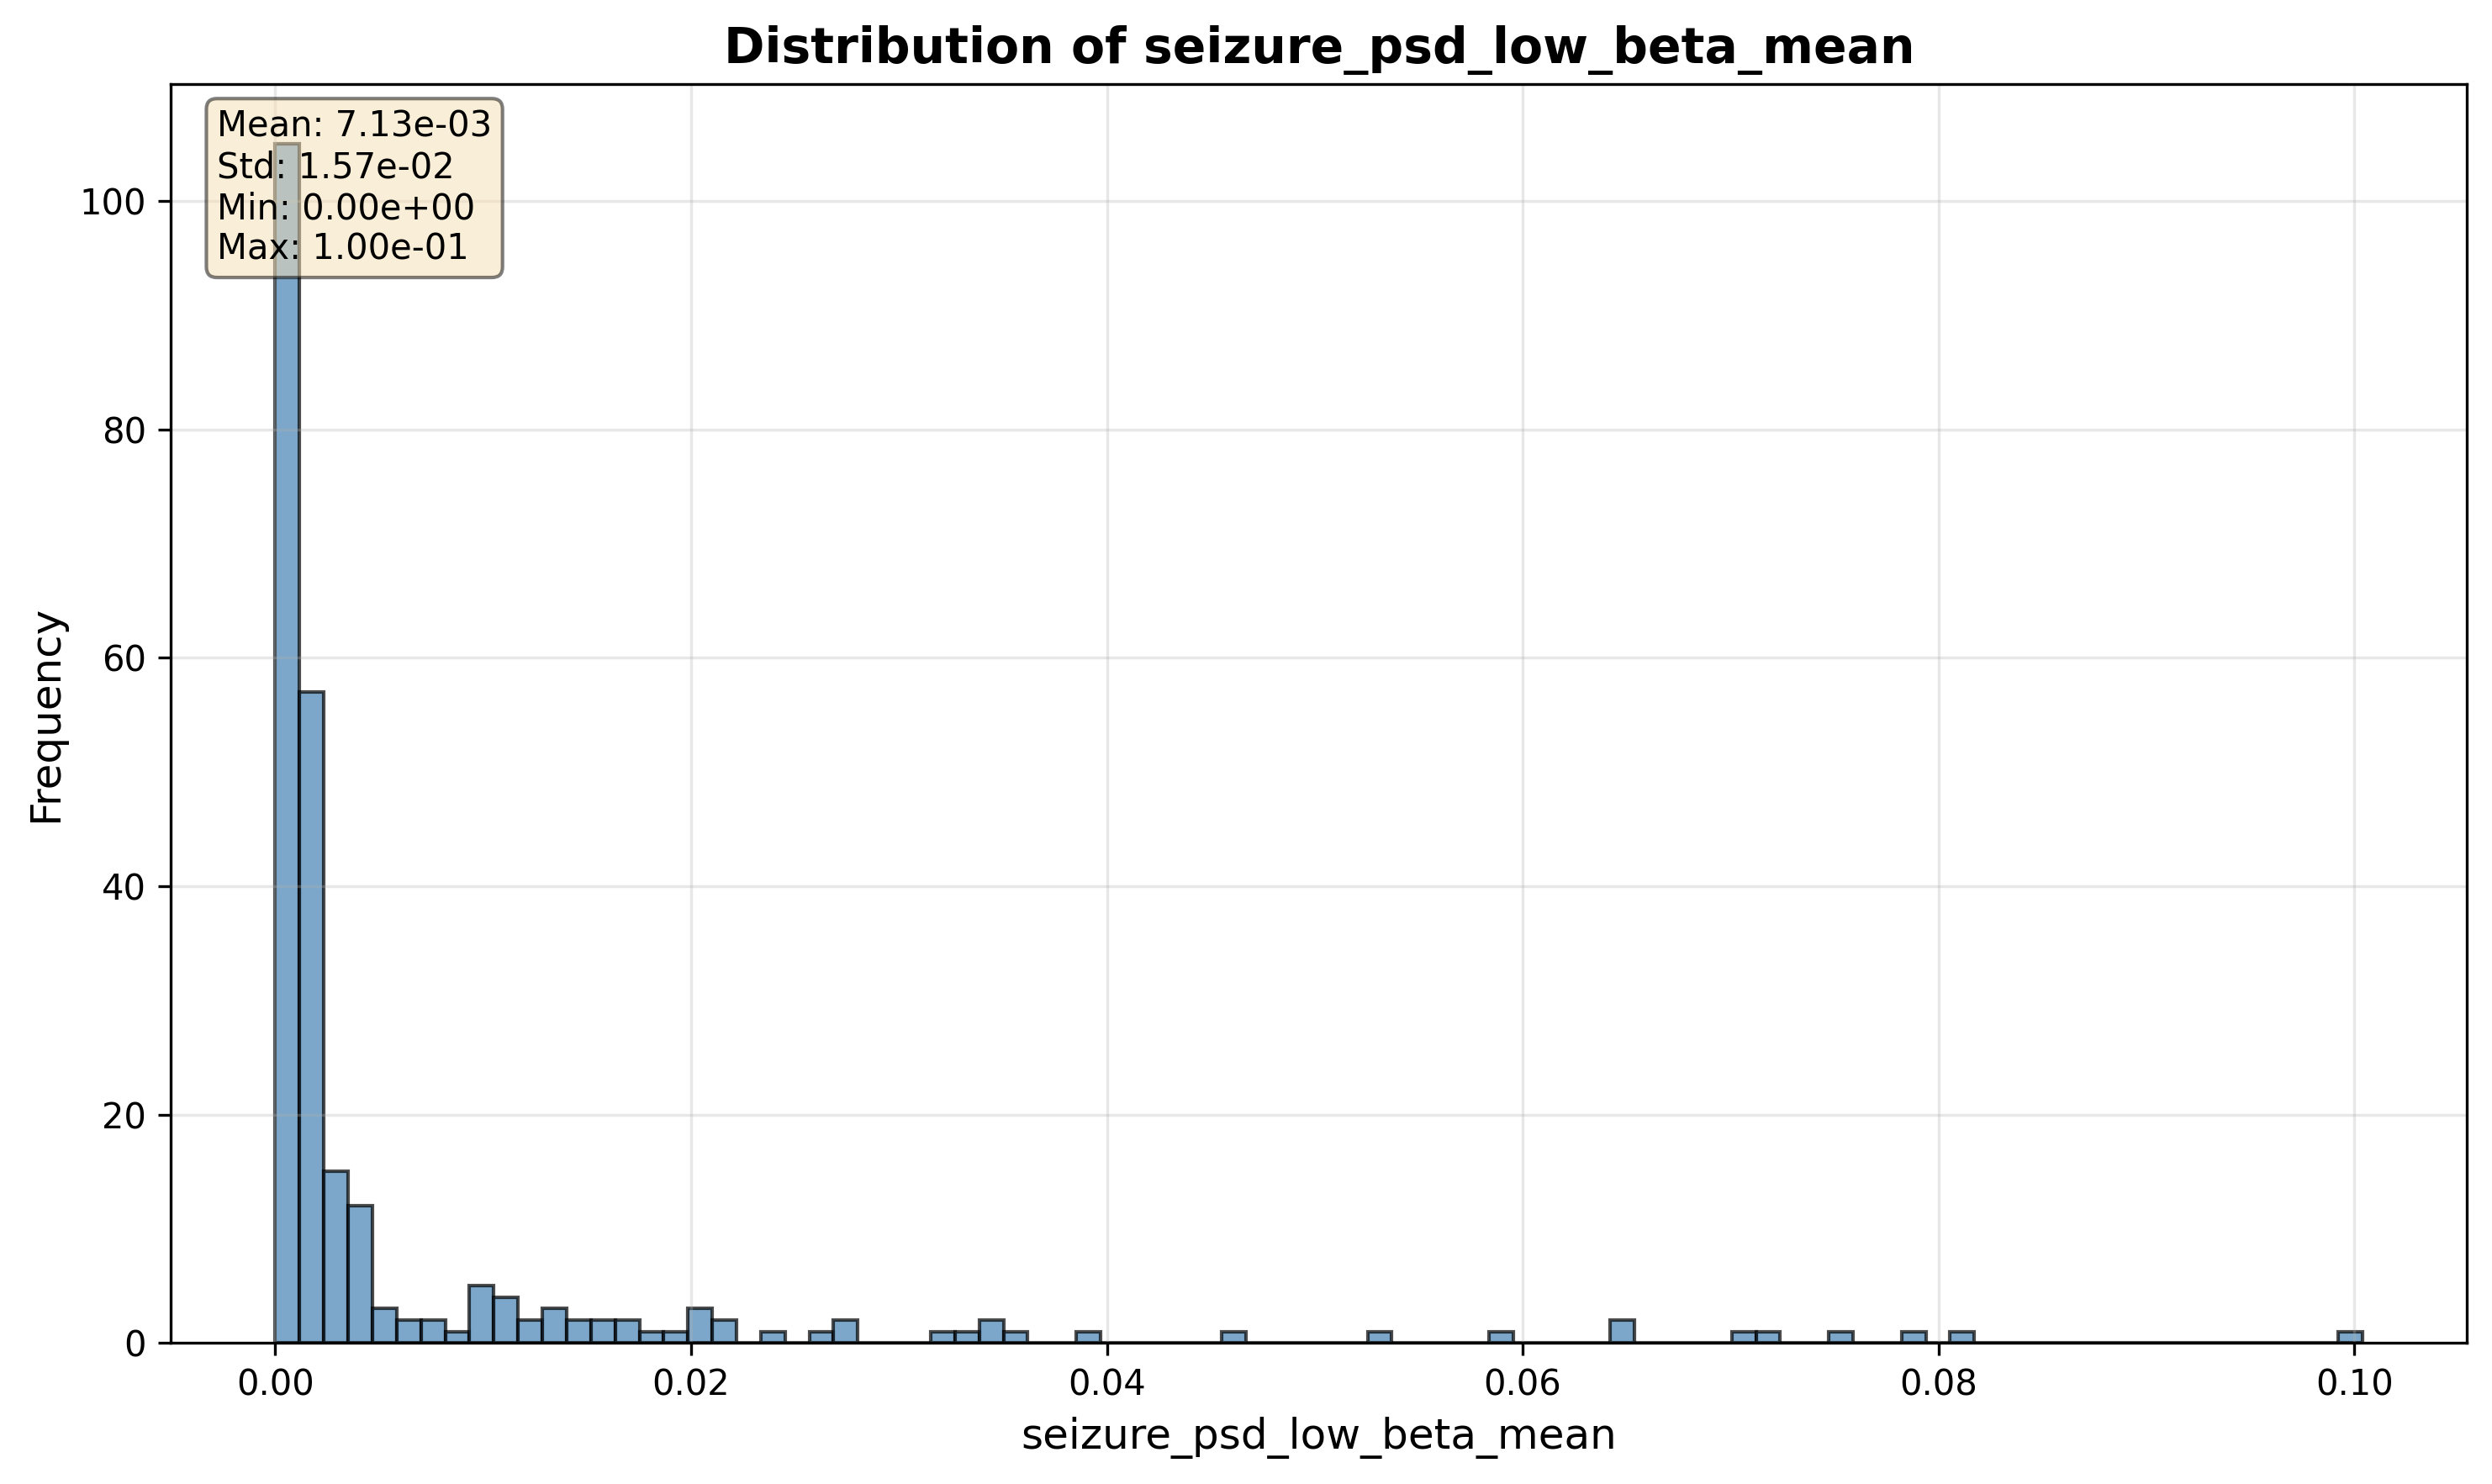 Distribution of seizure_psd_low_beta_mean
Mean: 7.13e-03
Std: 1.57e-02
Min: 0.00e+00
Max: 1.00e-01
100
80
60
40
20
0
Frequency
0.00 0.02 0.04 0.06 0.08 0.10
seizure_psd_low_beta_mean